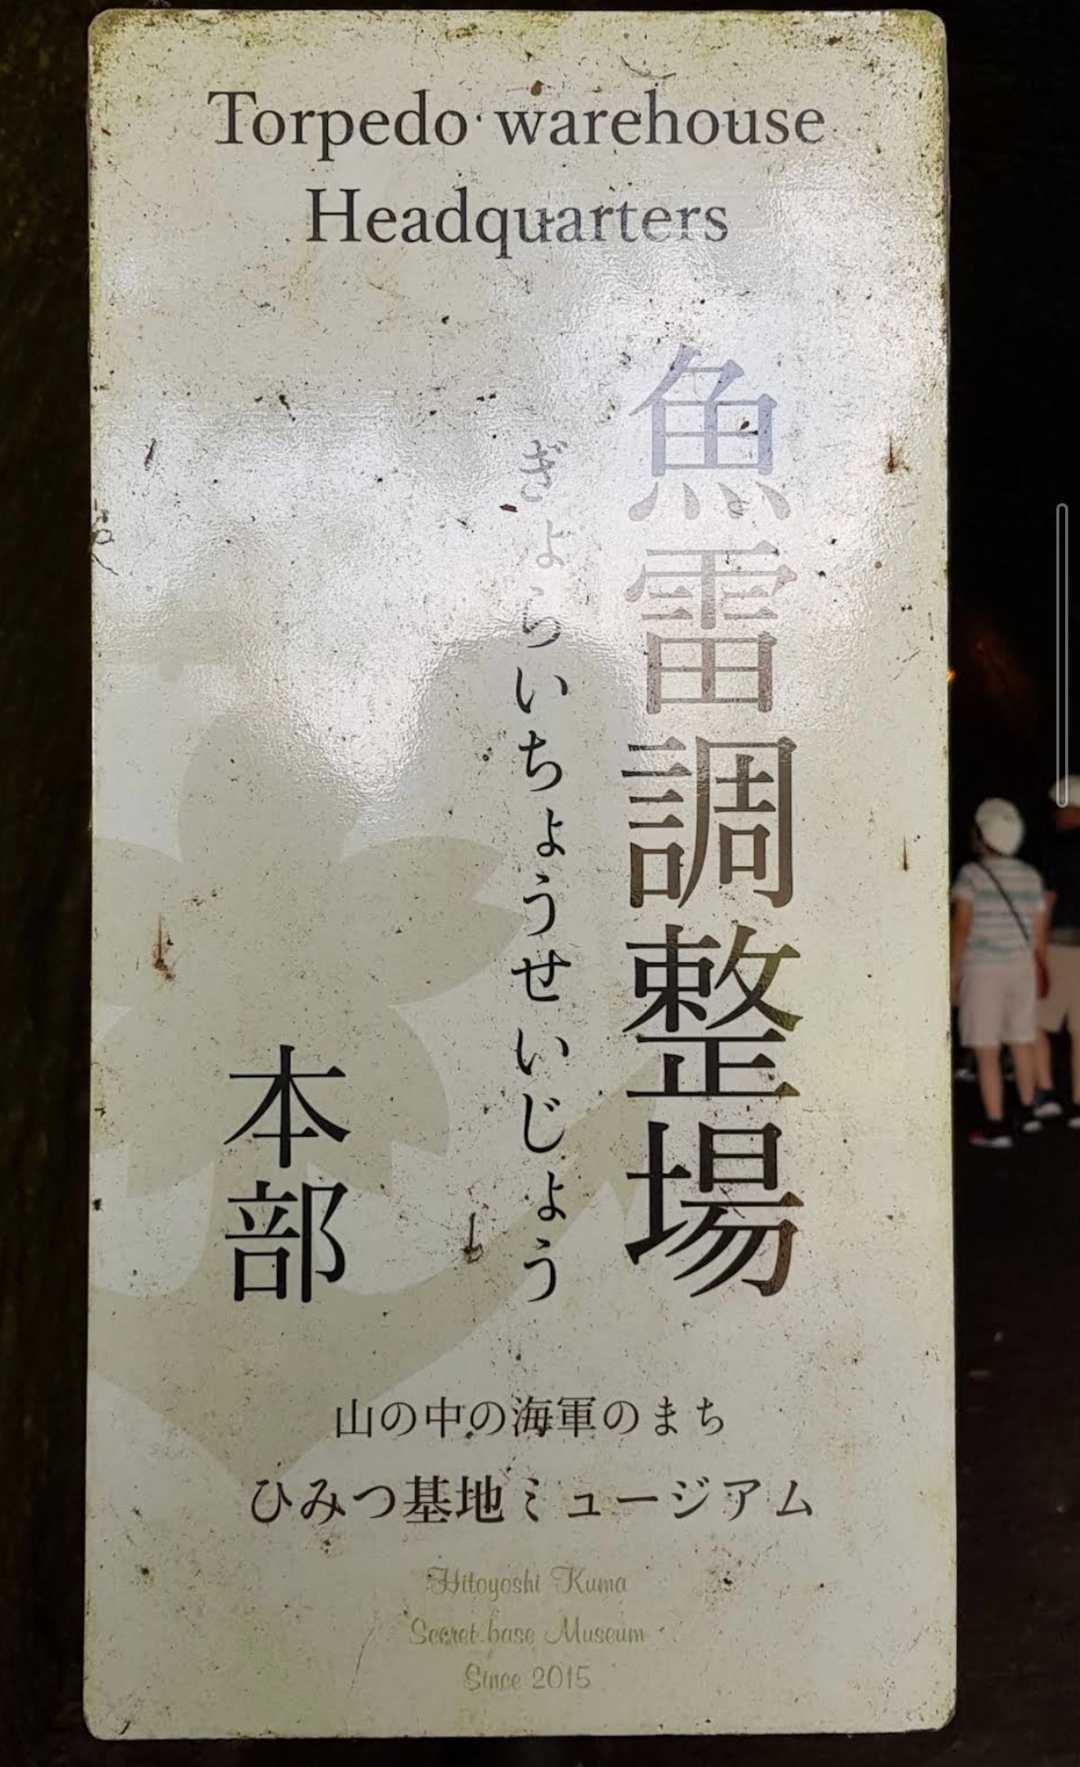 Torpedo warehouse
Headquarters
魚雷調整場
ぎょらいちょうせいじょう
本部
山の中の海軍のまち
ひみつ基地ミュージアム
Hitoyoshi Kuma
Secret base Museum
Since 2015